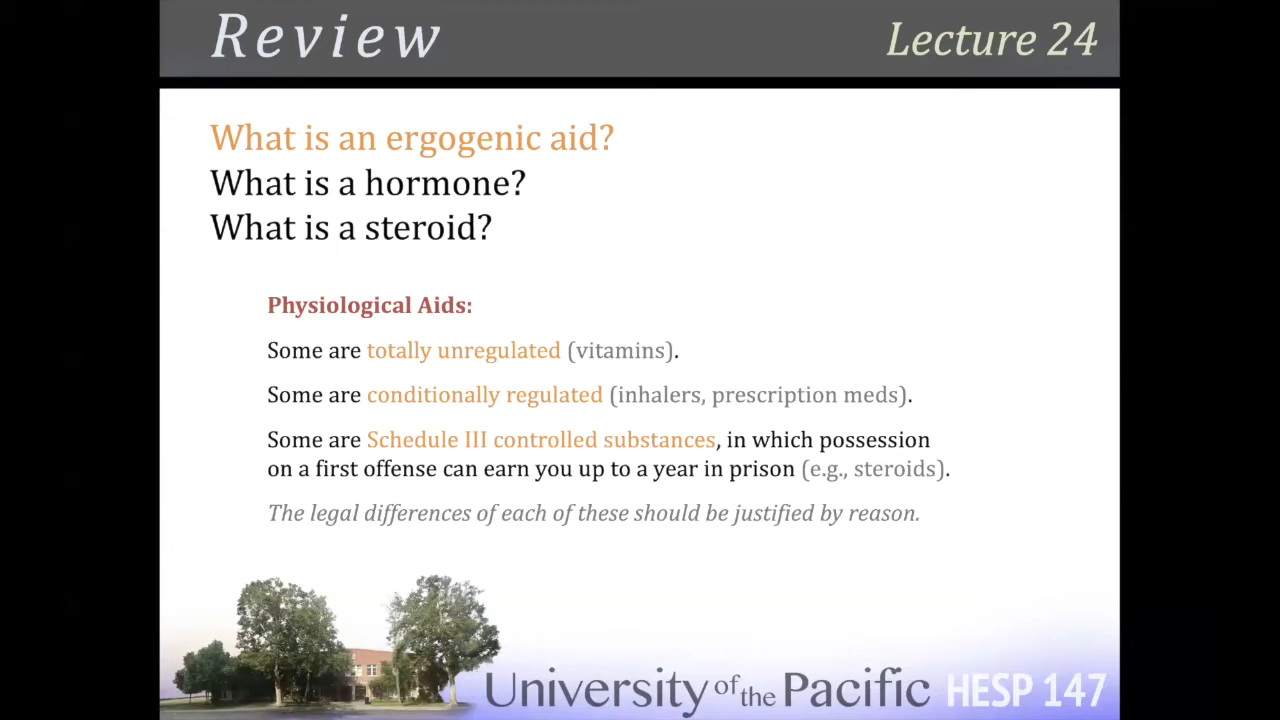 Review
Lecture 24
What is an ergogenic aid?
What is a hormone?
What is a steroid?
Physiological Aids:
Some are totally unregulated (vitamins).
Some are conditionally regulated (inhalers, prescription meds).
Some are Schedule III controlled substances, in which possession
on a first offense can earn you up to a year in prison (e.g., steroids).
The legal differences of each of these should be justified by reason.
University of the Pacific HESP 147